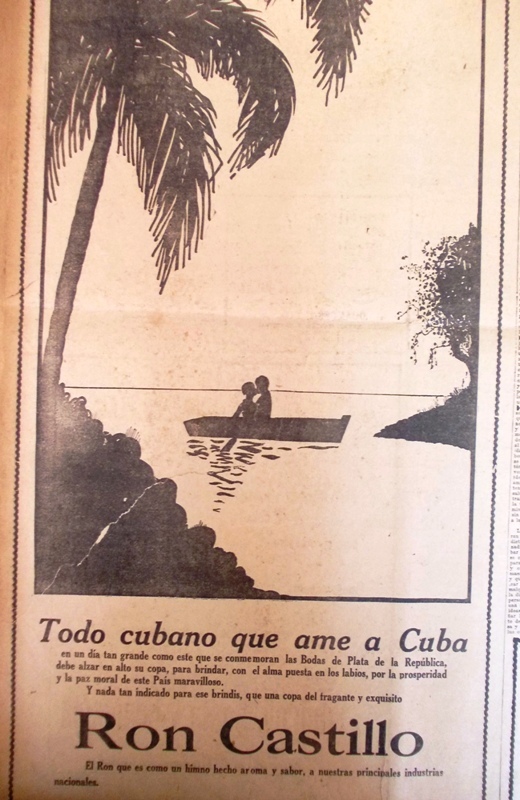 Todo cubano que ame a Cuba
en un día tan grande como este que se conmemoran las Bodas de Plata de la República,
debe alzar en alto su copa, para brindar, con el alma puesta en los labios, por la prosperidad
y la paz moral de este País maravilloso.
Y nada tan indicado para ese brindis, que una copa del fragante y exquisito
Ron Castillo
El Ron que es como un himno hecho aroma y sabor, a nuestras principales industrias
nacionales.